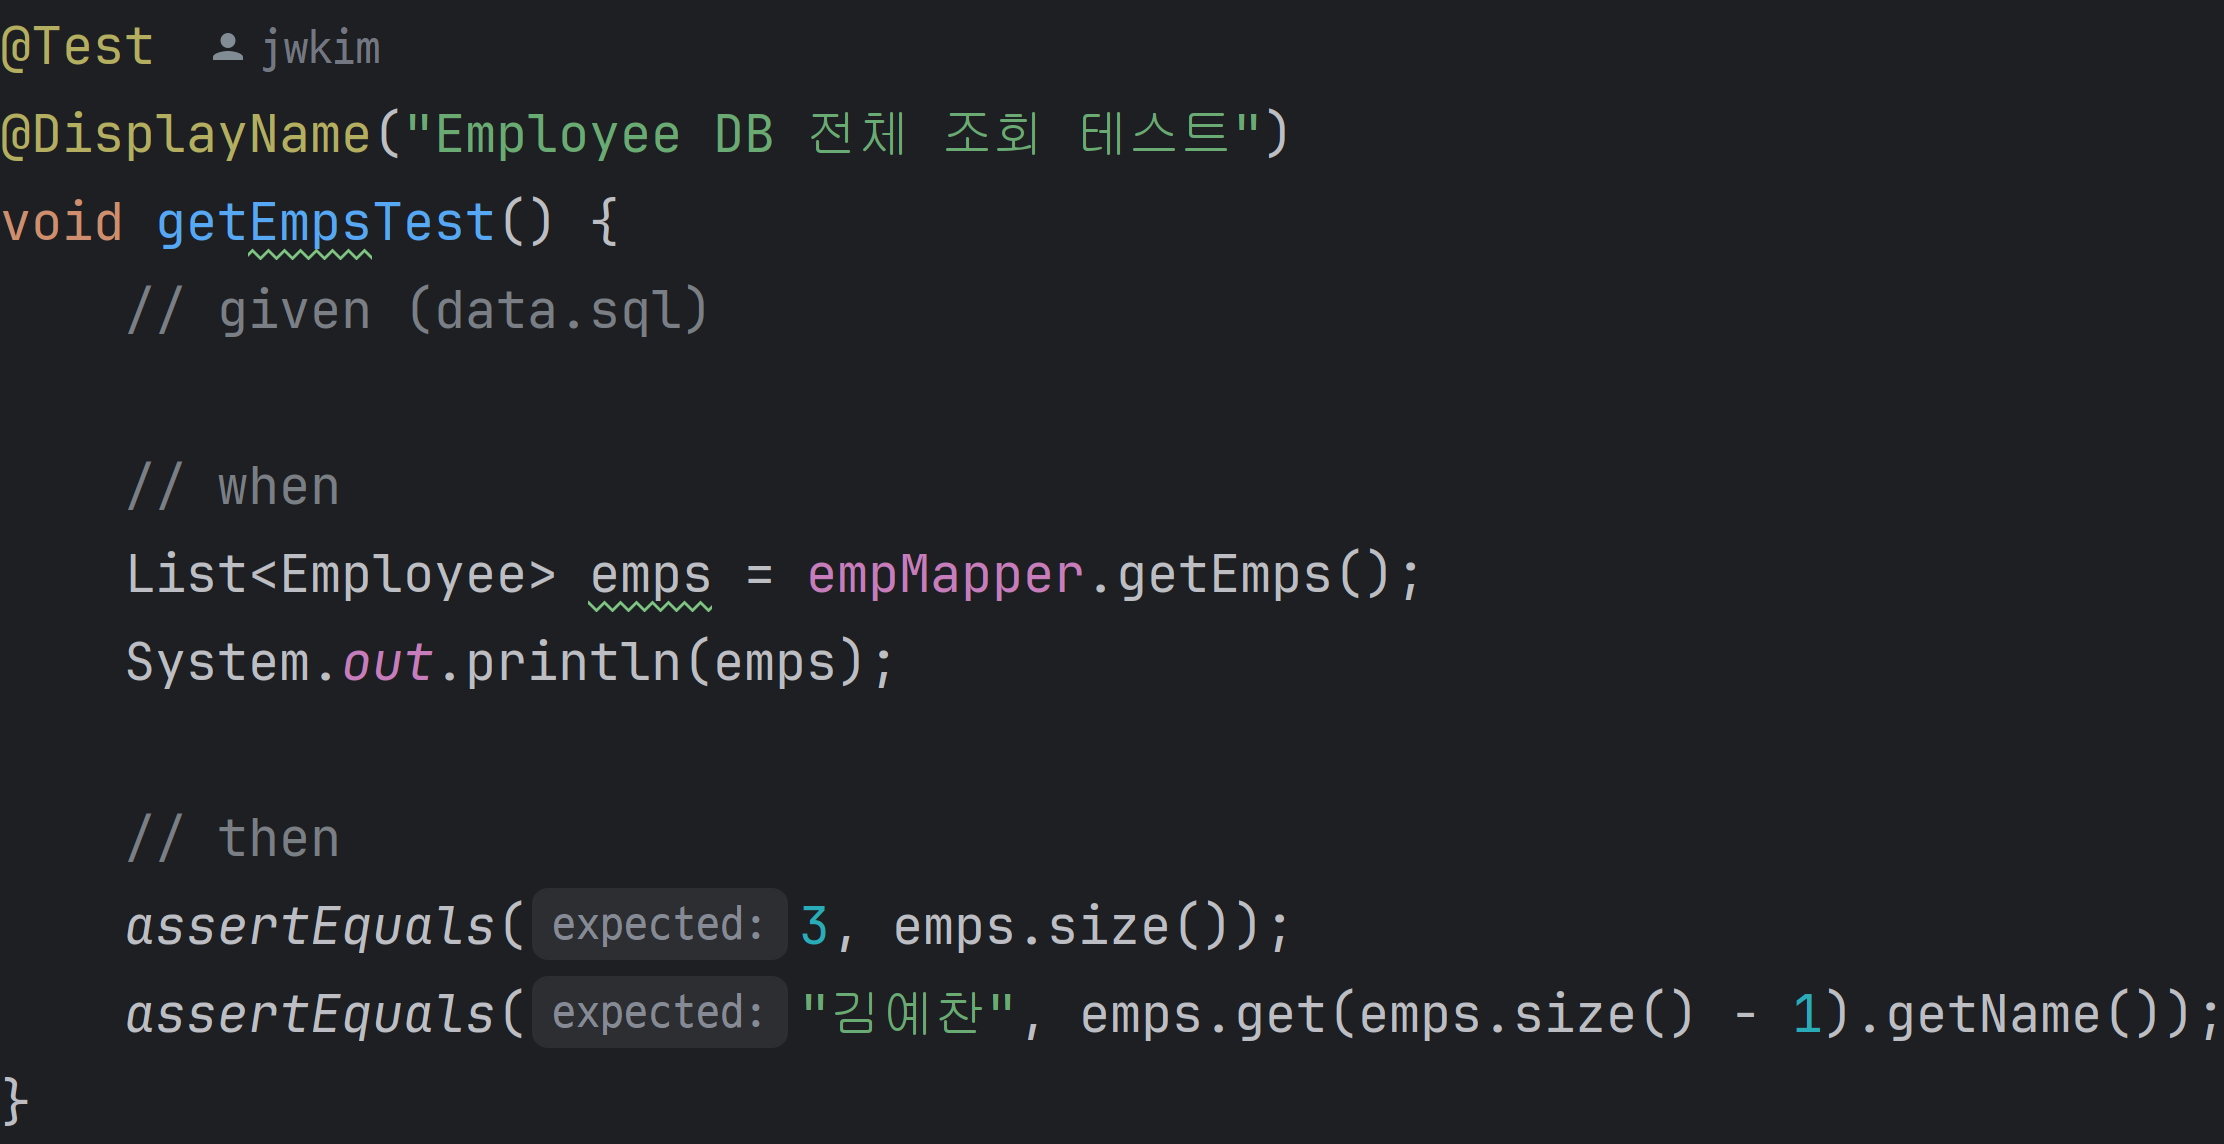 @Test jwkim
@DisplayName("Employee DB 전체 조회 테스트")
void getEmpsTest() {
// given (data.sql)
// when
List<Employee> emps = empMapper.getEmps();
System.out.println(emps);
// then
assertEquals( expected: 3, emps.size());
assertEquals( expected: "김예찬", emps.get(emps.size() - 1).getName());
}